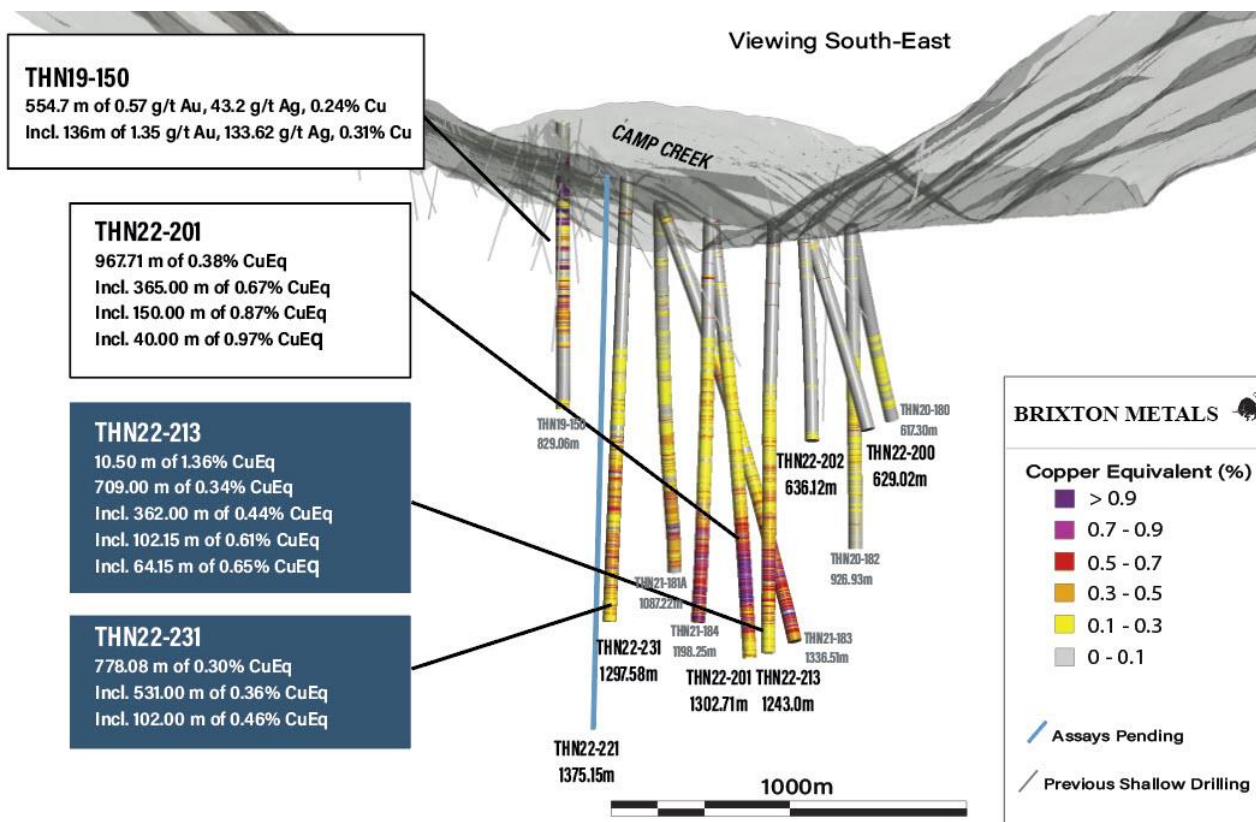 Viewing South-East
THN19-150
554.7 m of 0.57 g/t Au, 43.2 g/t Ag, 0.24% Cu
Incl. 136m of 1.35 g/t Au, 133.62 g/t Ag, 0.31% Cu
CAMP CREEK
THN22-201
967.71 m of 0.38% CuEq
Incl. 365.00 m of 0.67% CuEq
Incl. 150.00 m of 0.87% CuEq
Incl. 40.00 m of 0.97% CuEq
THN22-213
10.50 m of 1.36% CuEq
709.00 m of 0.34% CuEq
Incl. 362.00 m of 0.44% CuEq
Incl. 102.15 m of 0.61% CuEq
Incl. 64.15 m of 0.65% CuEq
THN22-231
778.08 m of 0.30% CuEq
Incl. 531.00 m of 0.36% CuEq
Incl. 102.00 m of 0.46% CuEq
THN19-150
829.06m
THN22-231
1297.58m
THN22-221
1375.15m
THN21-181A
1087.22m
THN21-184
1198.25m
THN22-201
1302.71m
THN22-213
1243.0m
THN21-183
1336.51m
THN22-202
636.12m
THN22-200
629.02m
THN20-180
617.30m
THN20-182
926.93m
1000m
BRIXTON METALS
Copper Equivalent (%)
> 0.9
0.7 - 0.9
0.5 - 0.7
0.3 - 0.5
0.1 - 0.3
0 - 0.1
Assays Pending
Previous Shallow Drilling